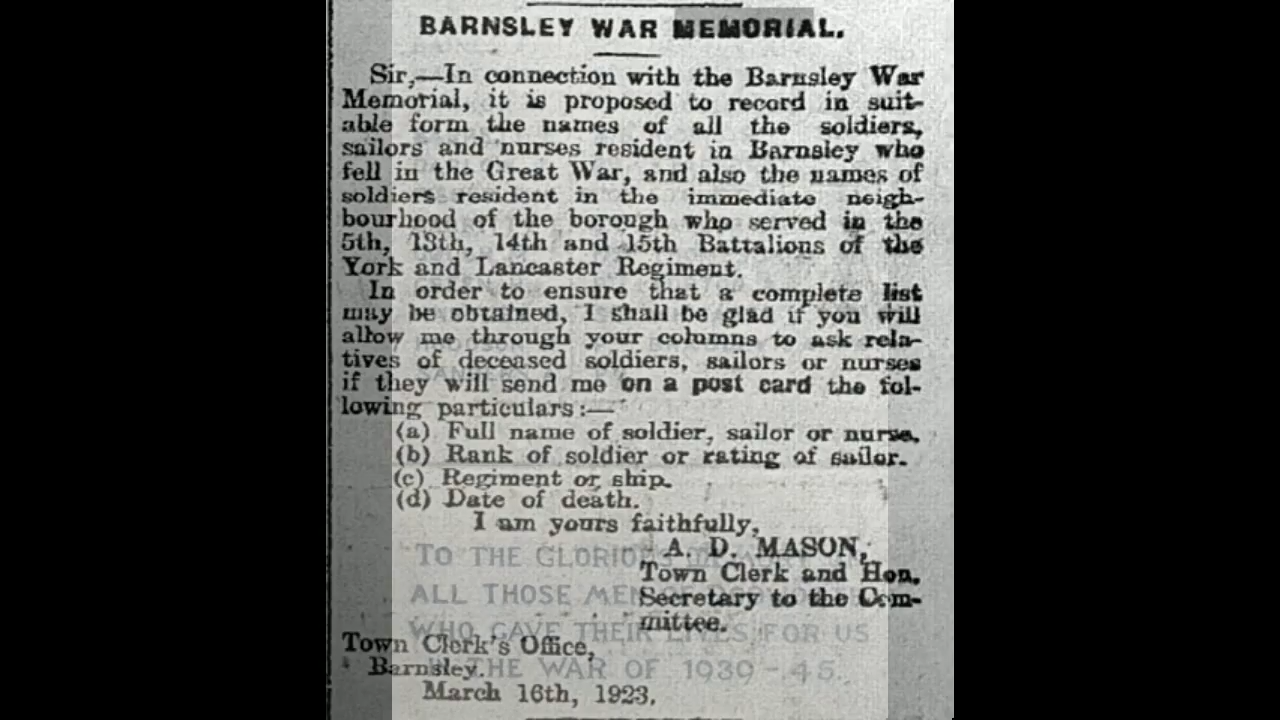 BARNSLEY WAR MEMORIAL.
Sir,—In connection with the Barnsley War
Memorial, it is proposed to record in suit-
able form the names of all the soldiers,
sailors and nurses resident in Barnsley who
fell in the Great War, and also the names of
soldiers resident in the immediate neigh-
bourhood of the borough who served in the
5th, 13th, 14th and 15th Battalions of the
York and Lancaster Regiment.
In order to ensure that a complete list
may be obtained, I shall be glad if you will
allow me through your columns to ask rela-
tives of deceased soldiers, sailors or nurses
if they will send me on a post card the fol-
lowing particulars:—
(a) Full name of soldier, sailor or nurse.
(b) Rank of soldier or rating of sailor.
(c) Regiment or ship.
(d) Date of death.
I am yours faithfully,
A. D. MASON,
Town Clerk and Hon.
Secretary to the Com-
mittee.
Town Clerk's Office,
Barnsley.
March 16th, 1923.
TO THE GLORIOUS
ALL THOSE MEN
WHO GAVE THEIR LIVES FOR US
THE WAR OF 1939-45.